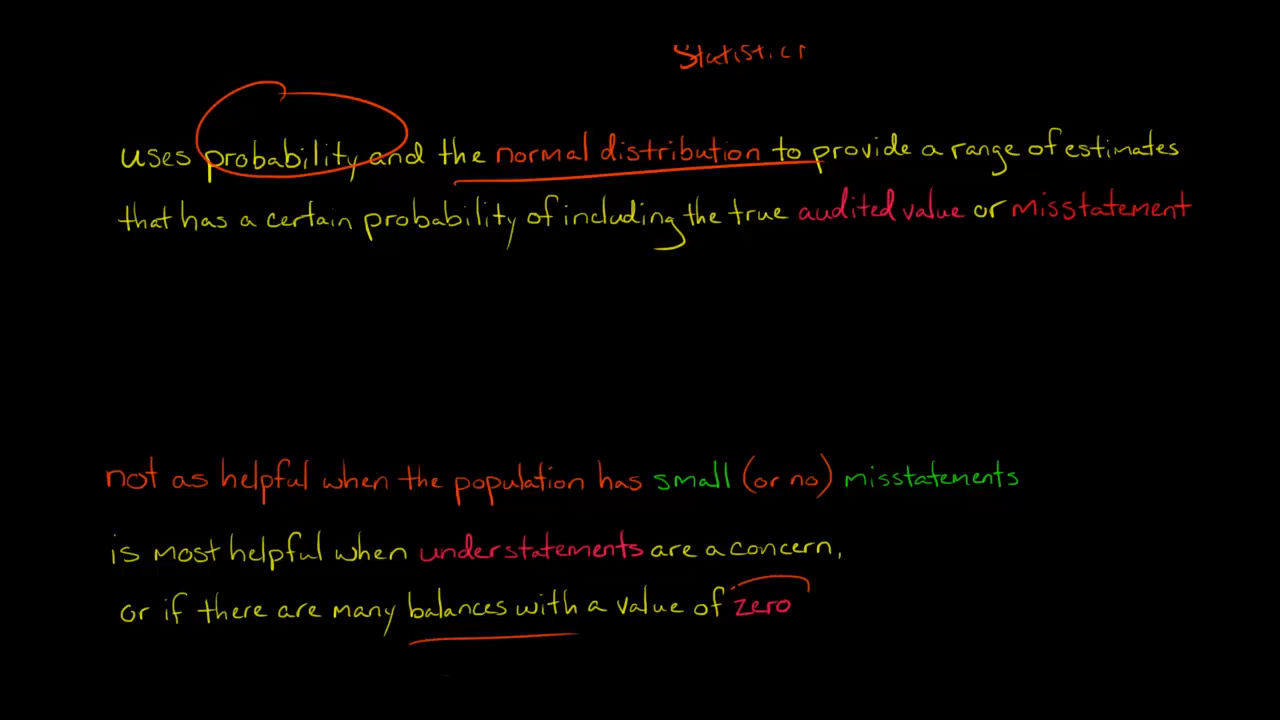 Statistic
uses probability and the normal distribution to provide a range of estimates
that has a certain probability of including the true audited value or misstatement
not as helpful when the population has small (or no) misstatements
is most helpful when understatements are a concern,
or if there are many balances with a value of zero